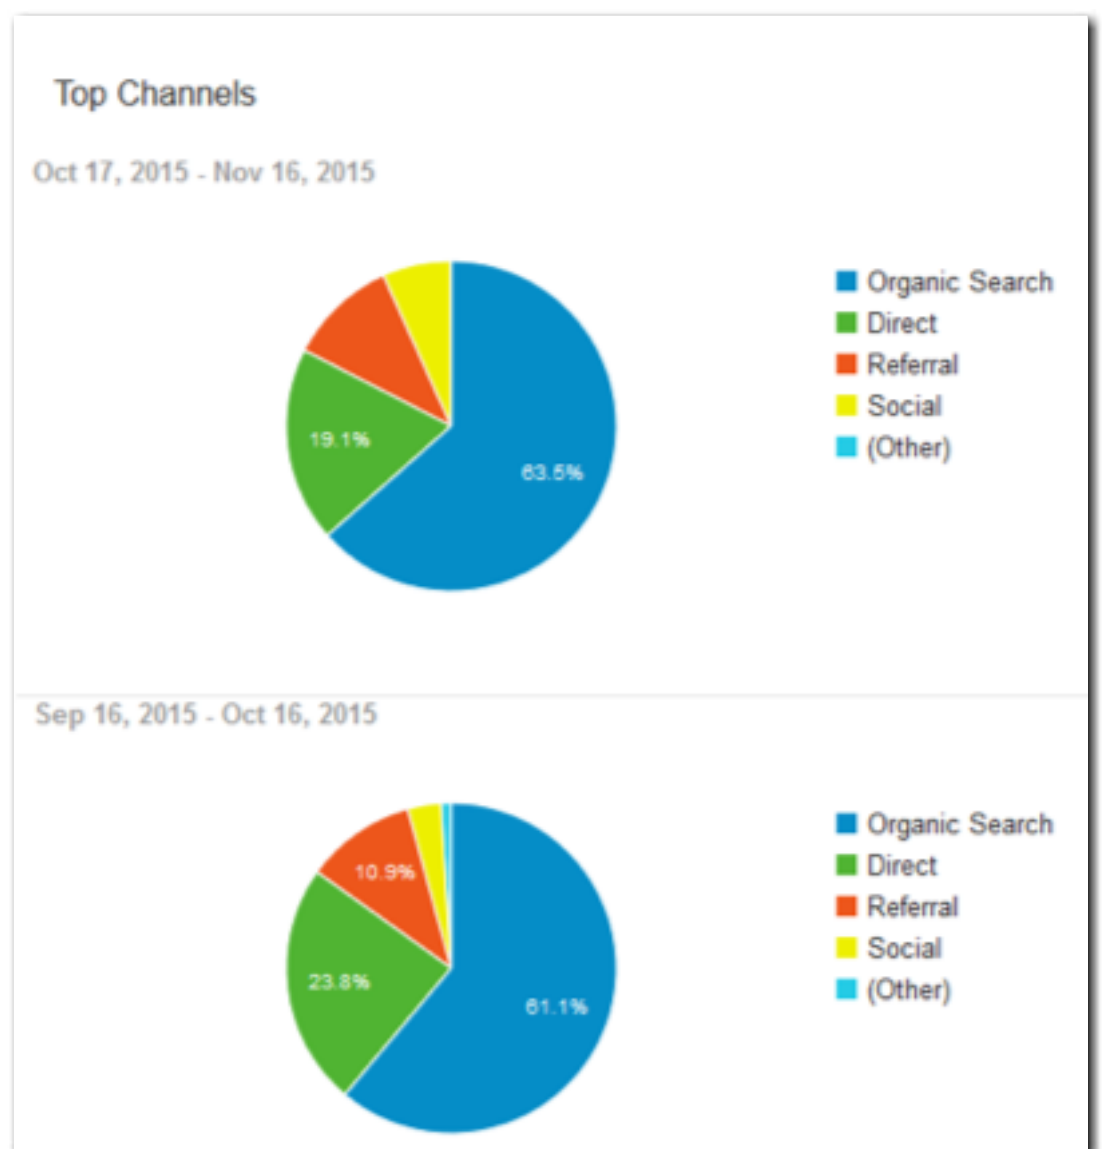 Top Channels
Oct 17, 2015 - Nov 16, 2015
Organic Search
Direct
Referral
Social
(Other)
19.1%
63.5%
Sep 16, 2015 - Oct 16, 2015
Organic Search
Direct
Referral
Social
(Other)
10.9%
23.8%
61.1%